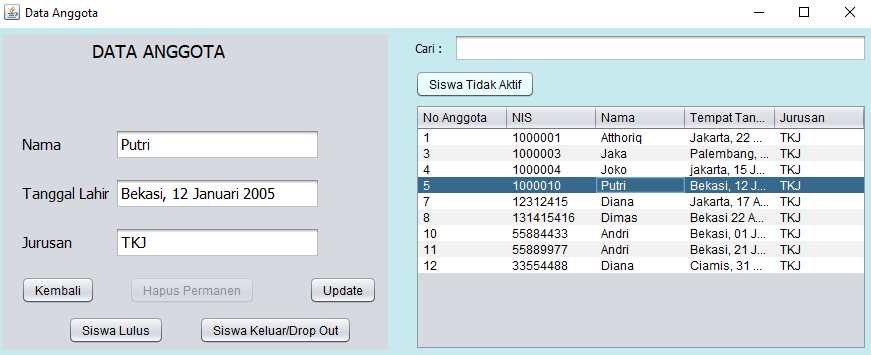 Data Anggota
DATA ANGGOTA
Nama Putri
Tanggal Lahir Bekasi, 12 Januari 2005
Jurusan TKJ
Kembali Hapus Permanen Update
Siswa Lulus Siswa Keluar/Drop Out
Cari :
Siswa Tidak Aktif
No Anggota NIS Nama Tempat Tan... Jurusan
1 1000001 Atthoriq Jakarta, 22 ... TKJ
3 1000003 Jaka Palembang, ... TKJ
4 1000004 Joko jakarta, 15 J... TKJ
5 1000010 Putri Bekasi, 12 J... TKJ
7 12312415 Diana Jakarta, 17 A... TKJ
8 131415416 Dimas Bekasi 22 A... TKJ
10 55884433 Andri Bekasi, 01 J... TKJ
11 55889977 Andri Bekasi, 21 J... TKJ
12 33554488 Diana Ciamis, 31 ... TKJ